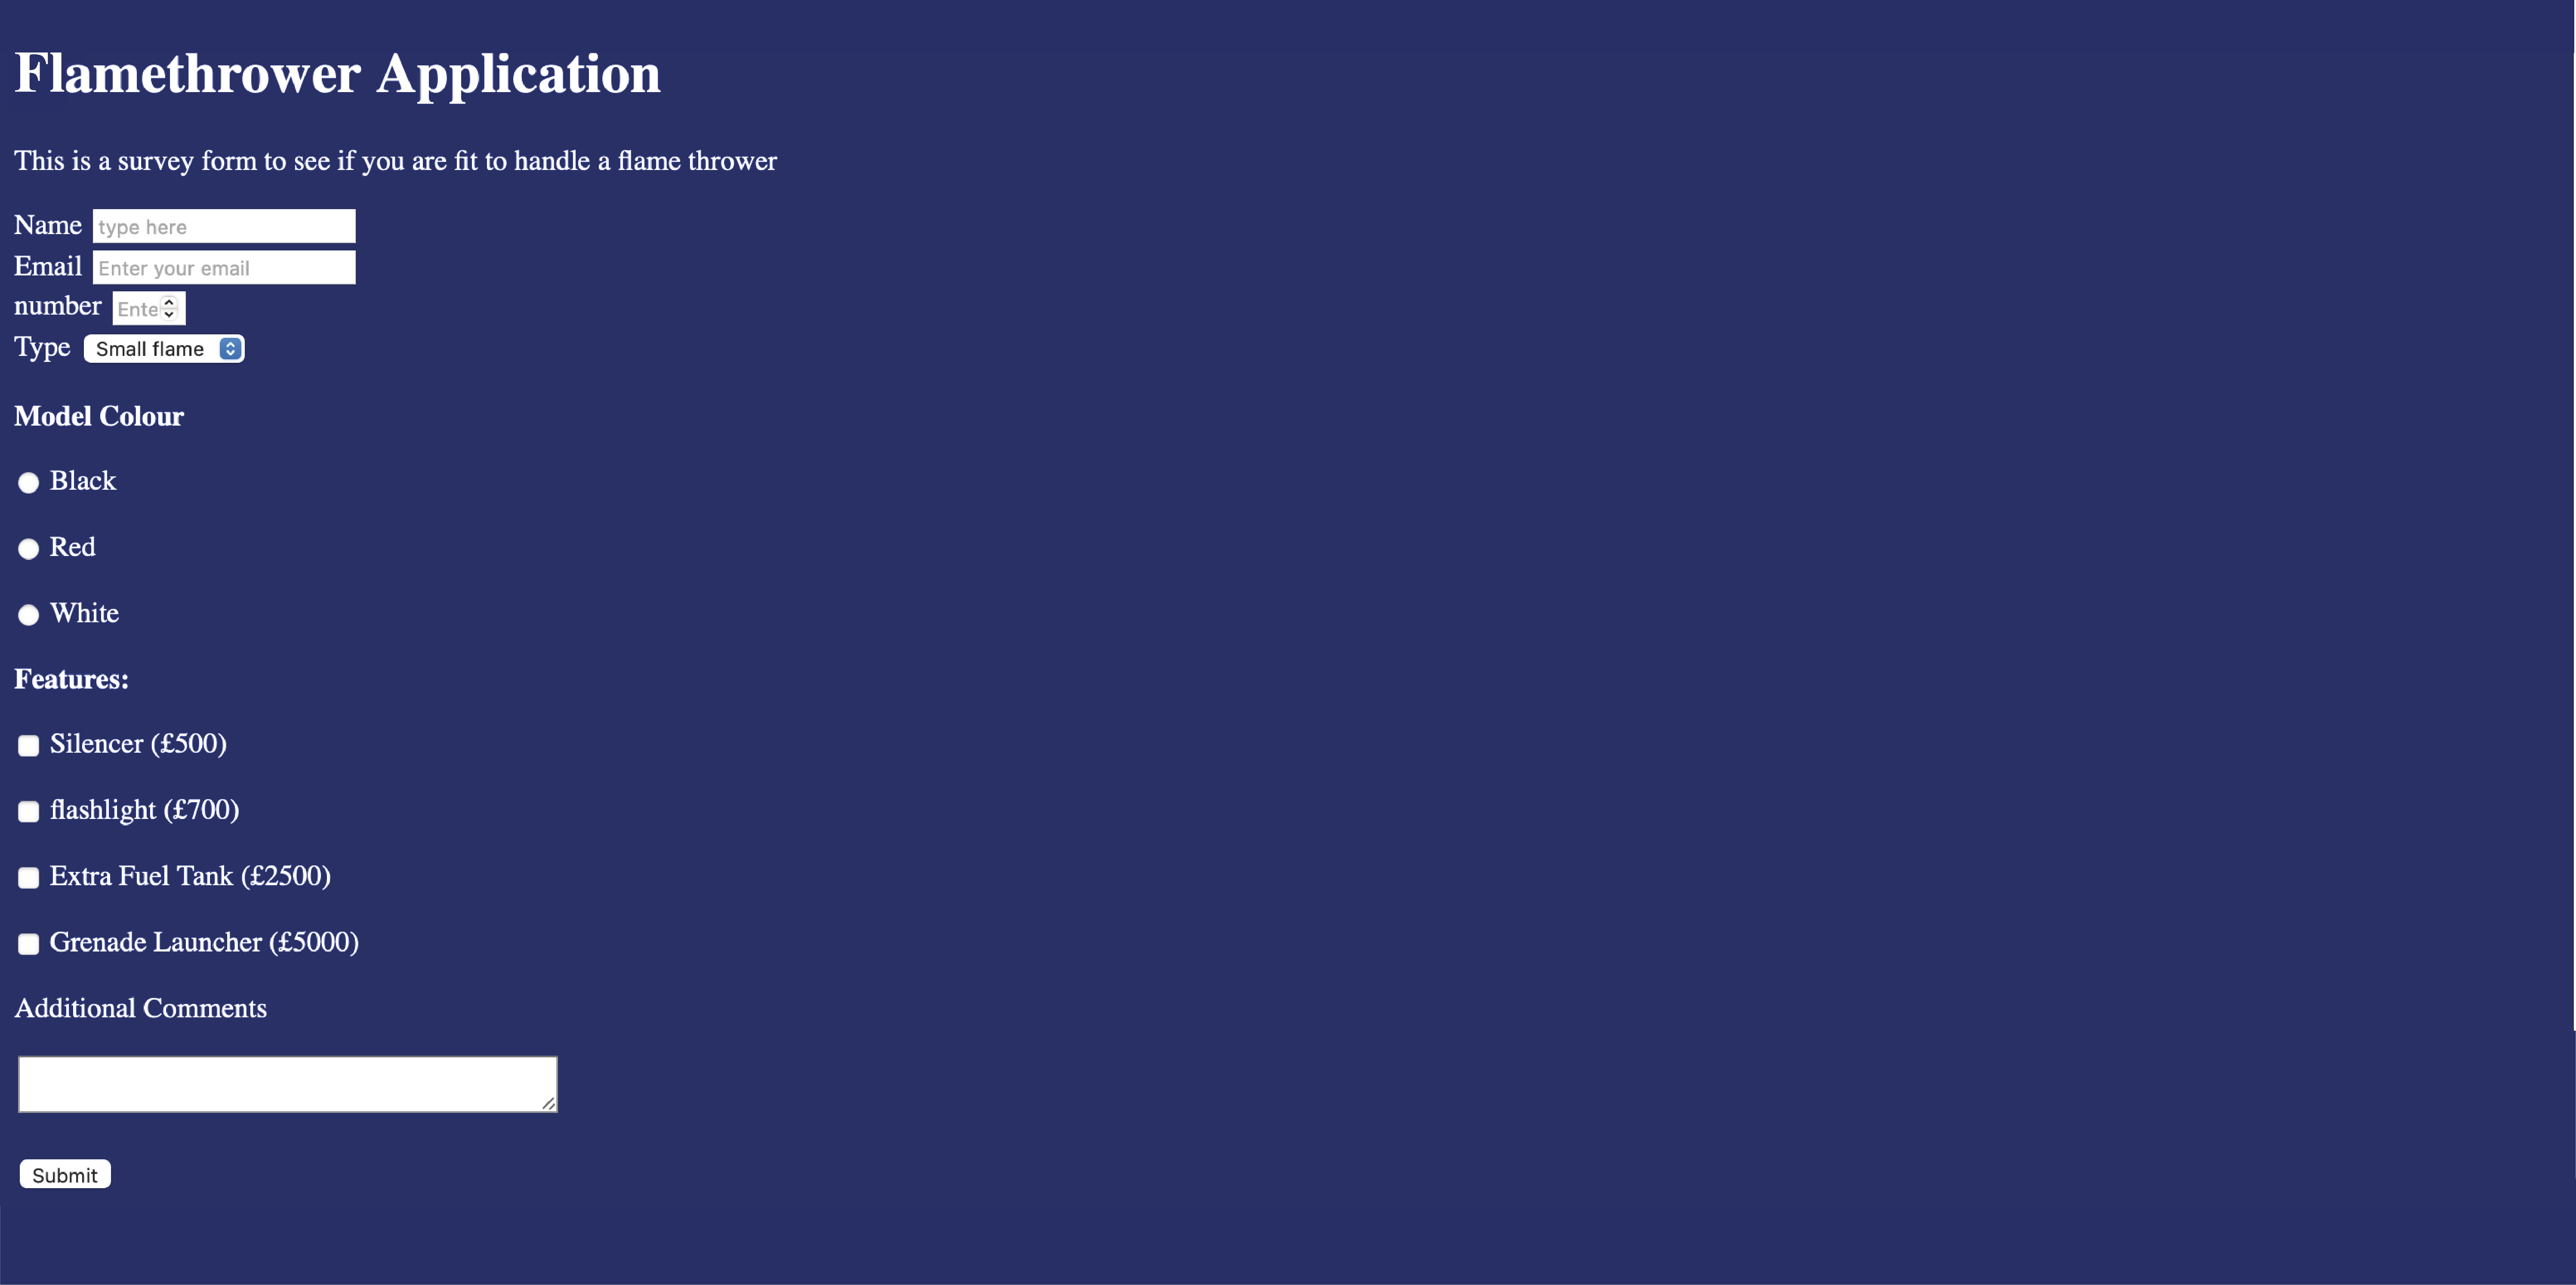 Flamethrower Application
This is a survey form to see if you are fit to handle a flame thrower
Name type here
Email Enter your email
number Ente
Type Small flame
Model Colour
Black
Red
White
Features:
Silencer (£500)
flashlight (£700)
Extra Fuel Tank (£2500)
Grenade Launcher (£5000)
Additional Comments
Submit